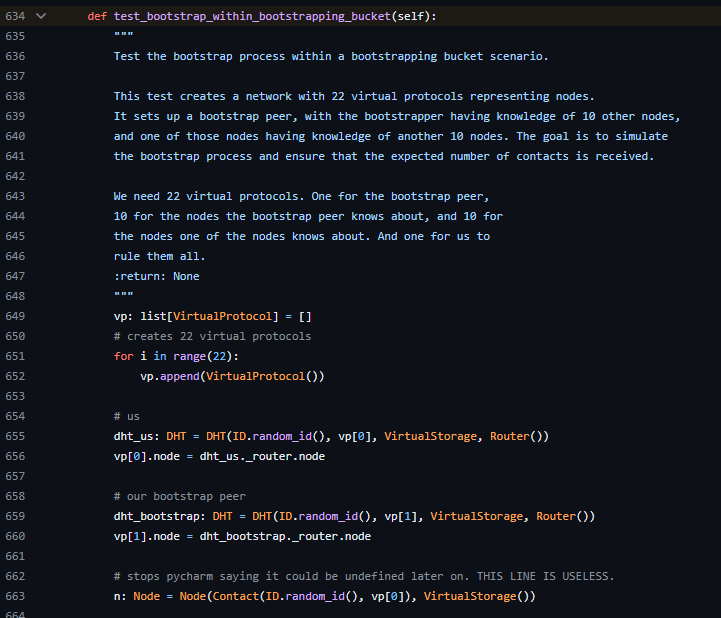 634 def test_bootstrap_within_bootstrapping_bucket(self):
635 """
636 Test the bootstrap process within a bootstrapping bucket scenario.
637
638 This test creates a network with 22 virtual protocols representing nodes.
639 It sets up a bootstrap peer, with the bootstrapper having knowledge of 10 other nodes,
640 and one of those nodes having knowledge of another 10 nodes. The goal is to simulate
641 the bootstrap process and ensure that the expected number of contacts is received.
642
643 We need 22 virtual protocols. One for the bootstrap peer,
644 10 for the nodes the bootstrap peer knows about, and 10 for
645 the nodes one of the nodes knows about. And one for us to
646 rule them all.
647 :return: None
648 """
649 vp: list[VirtualProtocol] = []
650 # creates 22 virtual protocols
651 for i in range(22):
652 vp.append(VirtualProtocol())
653
654 # us
655 dht_us: DHT = DHT(ID.random_id(), vp[0], VirtualStorage, Router())
656 vp[0].node = dht_us._router.node
657
658 # our bootstrap peer
659 dht_bootstrap: DHT = DHT(ID.random_id(), vp[1], VirtualStorage, Router())
660 vp[1].node = dht_bootstrap._router.node
661
662 # stops pycharm saying it could be undefined later on. THIS LINE IS USELESS.
663 n: Node = Node(Contact(ID.random_id(), vp[0]), VirtualStorage())
664